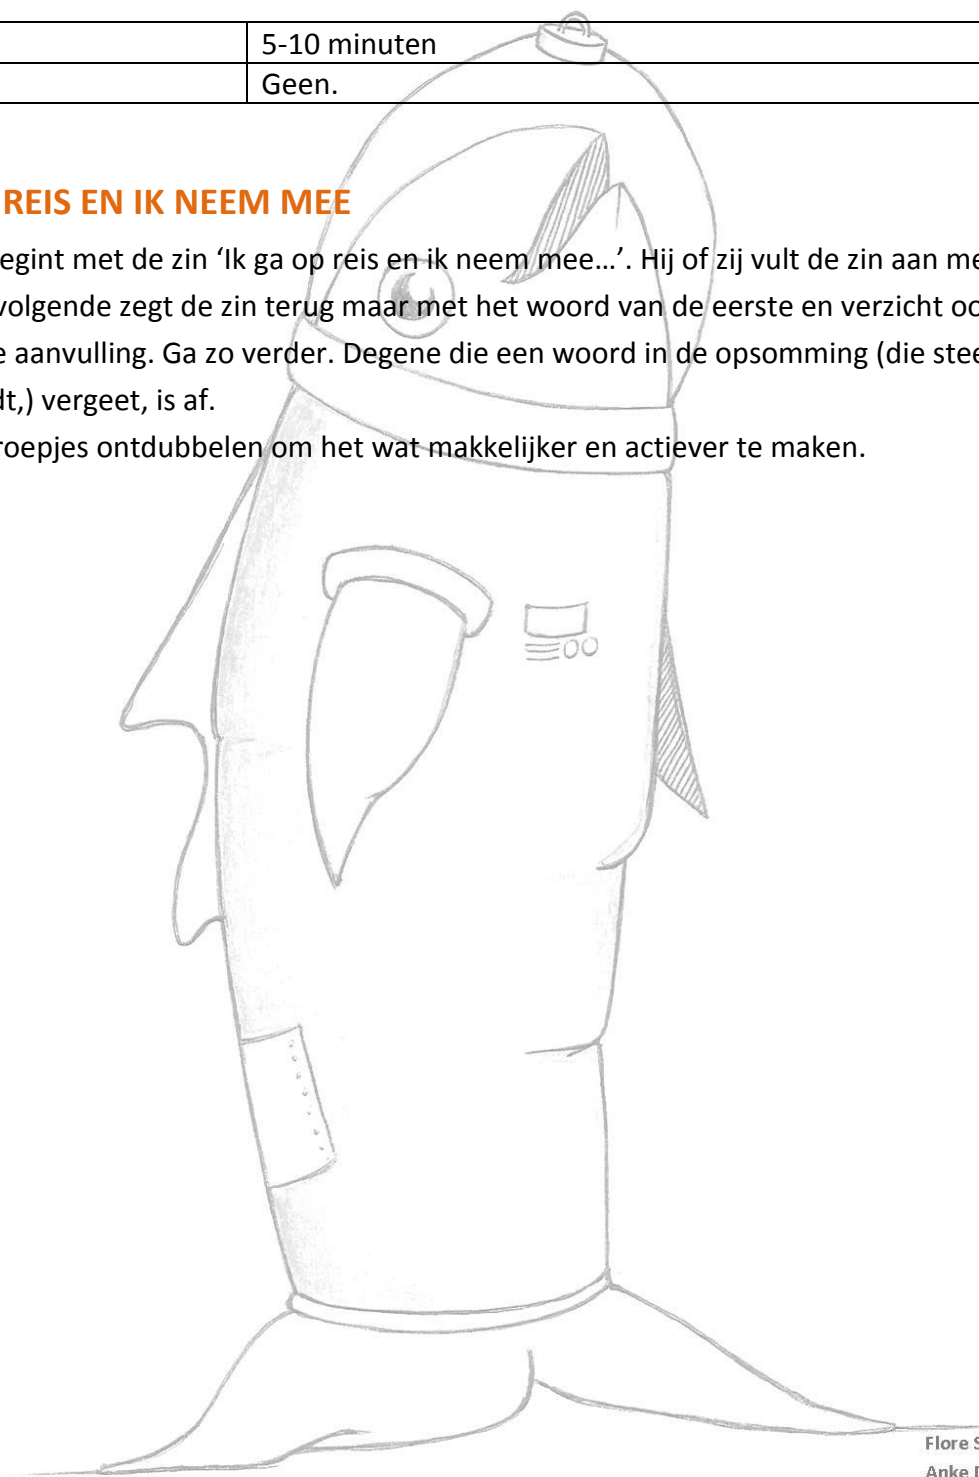 5-10 minuten
Geen.
REIS EN IK NEEM MEE
egint met de zin ‘Ik ga op reis en ik neem mee…’. Hij of zij vult de zin aan me
volgende zegt de zin terug maar met het woord van de eerste en verzicht oo
e aanvulling. Ga zo verder. Degene die een woord in de opsomming (die stee
dt,) vergeet, is af.
roepjes ontdubbelen om het wat makkelijker en actiever te maken.
Flore S
Anke